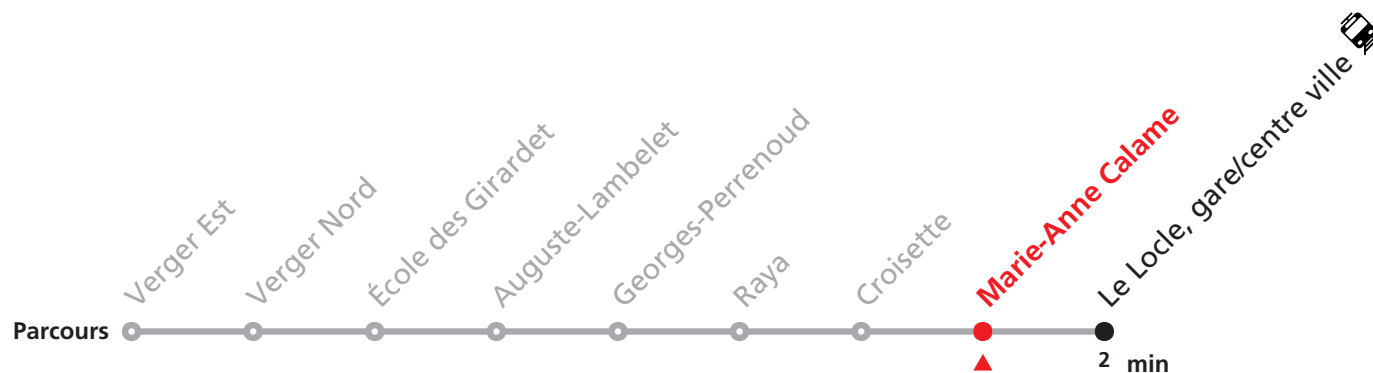 Verger Est
Verger Nord
École des Girardet
Auguste-Lambelet
Georges-Perrenoud
Raya
Croisette
Marie-Anne Calame
Le Locle, gare/centre ville
Parcours
2 min